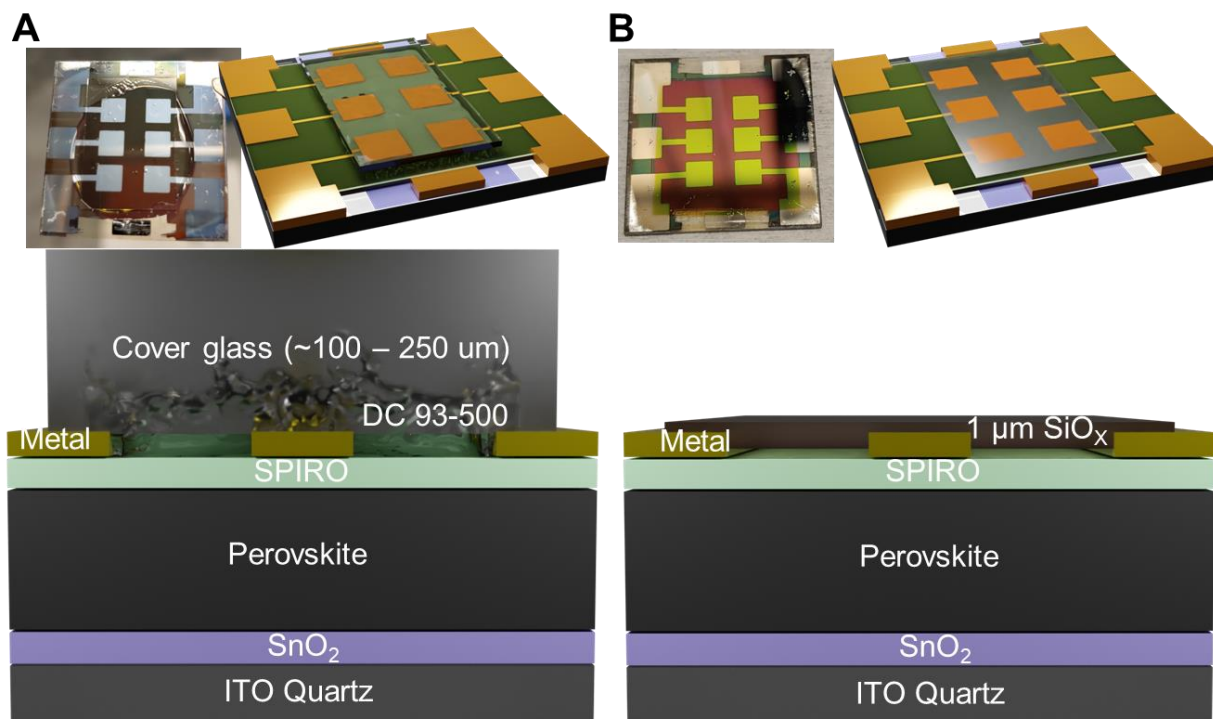 A
B
Cover glass (~100 – 250 um)
DC 93-500
Metal
SPIRO
Perovskite
SnO₂
ITO Quartz
1 µm SiOₓ
Metal
SPIRO
Perovskite
SnO₂
ITO Quartz